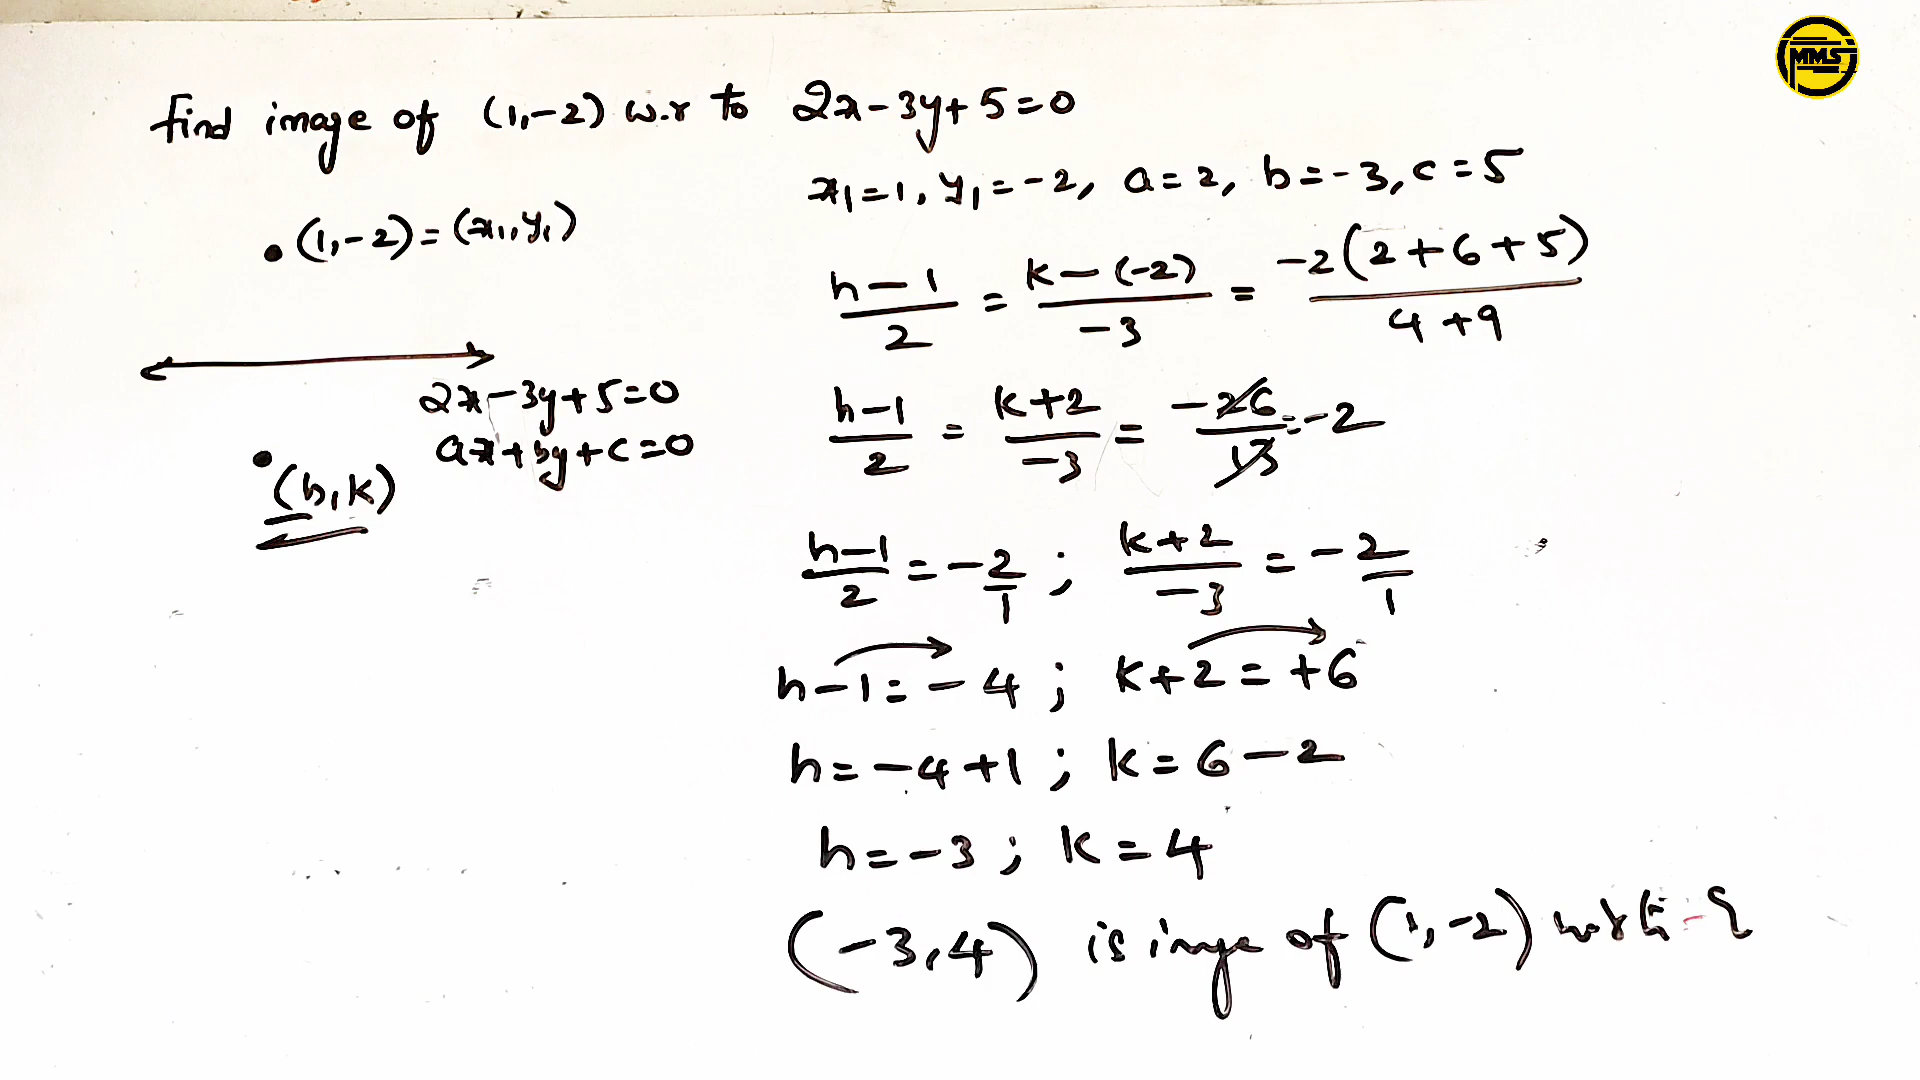 find image of (1,-2) w.r to 2x-3y+5=0
x₁=1, y₁=-2, a=2, b=-3, c=5
(1,-2)=(x₁,y₁)
h-1/2 = k-(-2)/-3 = -2(2+6+5)/4+9
2x-3y+5=0
ax+by+c=0
(h,k)
h-1/2 = k+2/-3 = -26/13=-2
h-1/2 = -2/1 ; k+2/-3 = -2/1
h-1=-4 ; k+2=+6
h=-4+1 ; k=6-2
h=-3 ; k=4
(-3,4) is image of (1,-2)
MMS